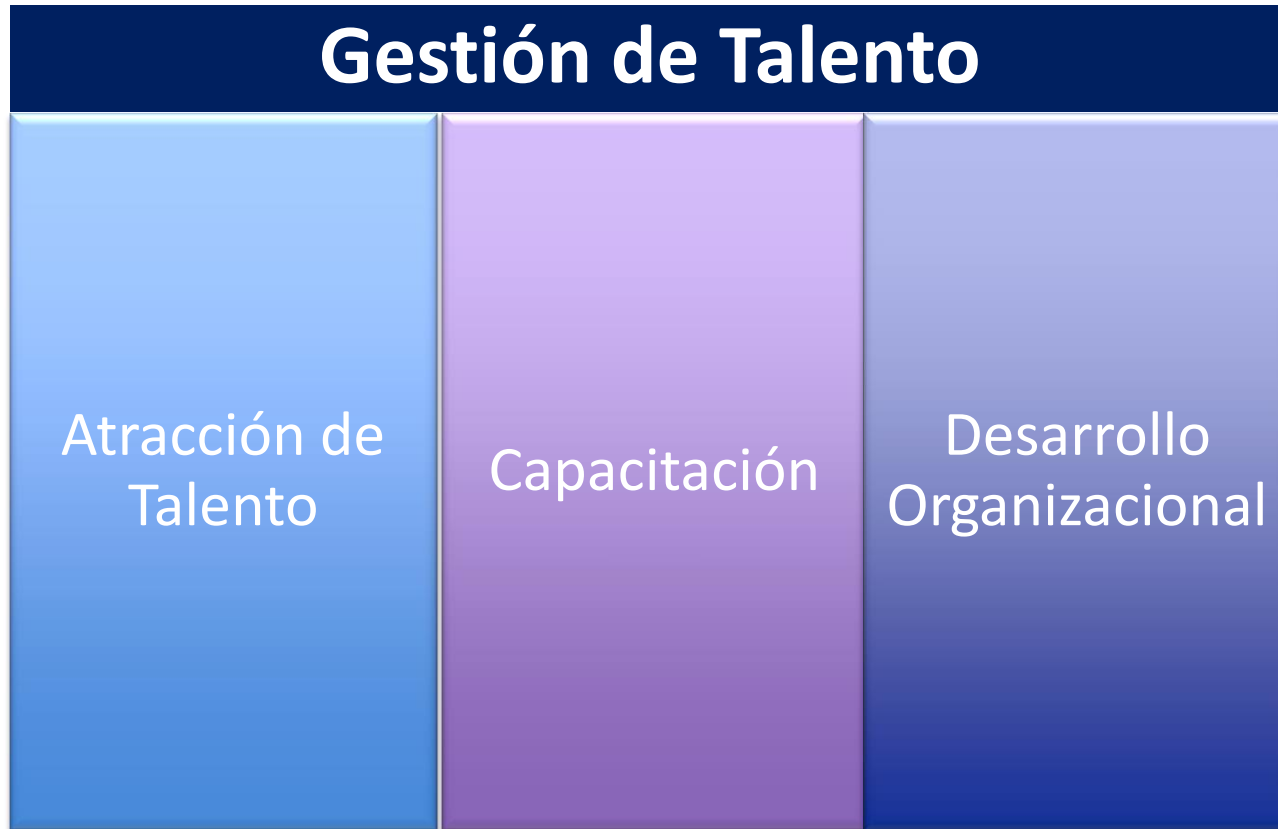 Gestión de Talento
Atracción de
Talento
Capacitación
Desarrollo
Organizacional